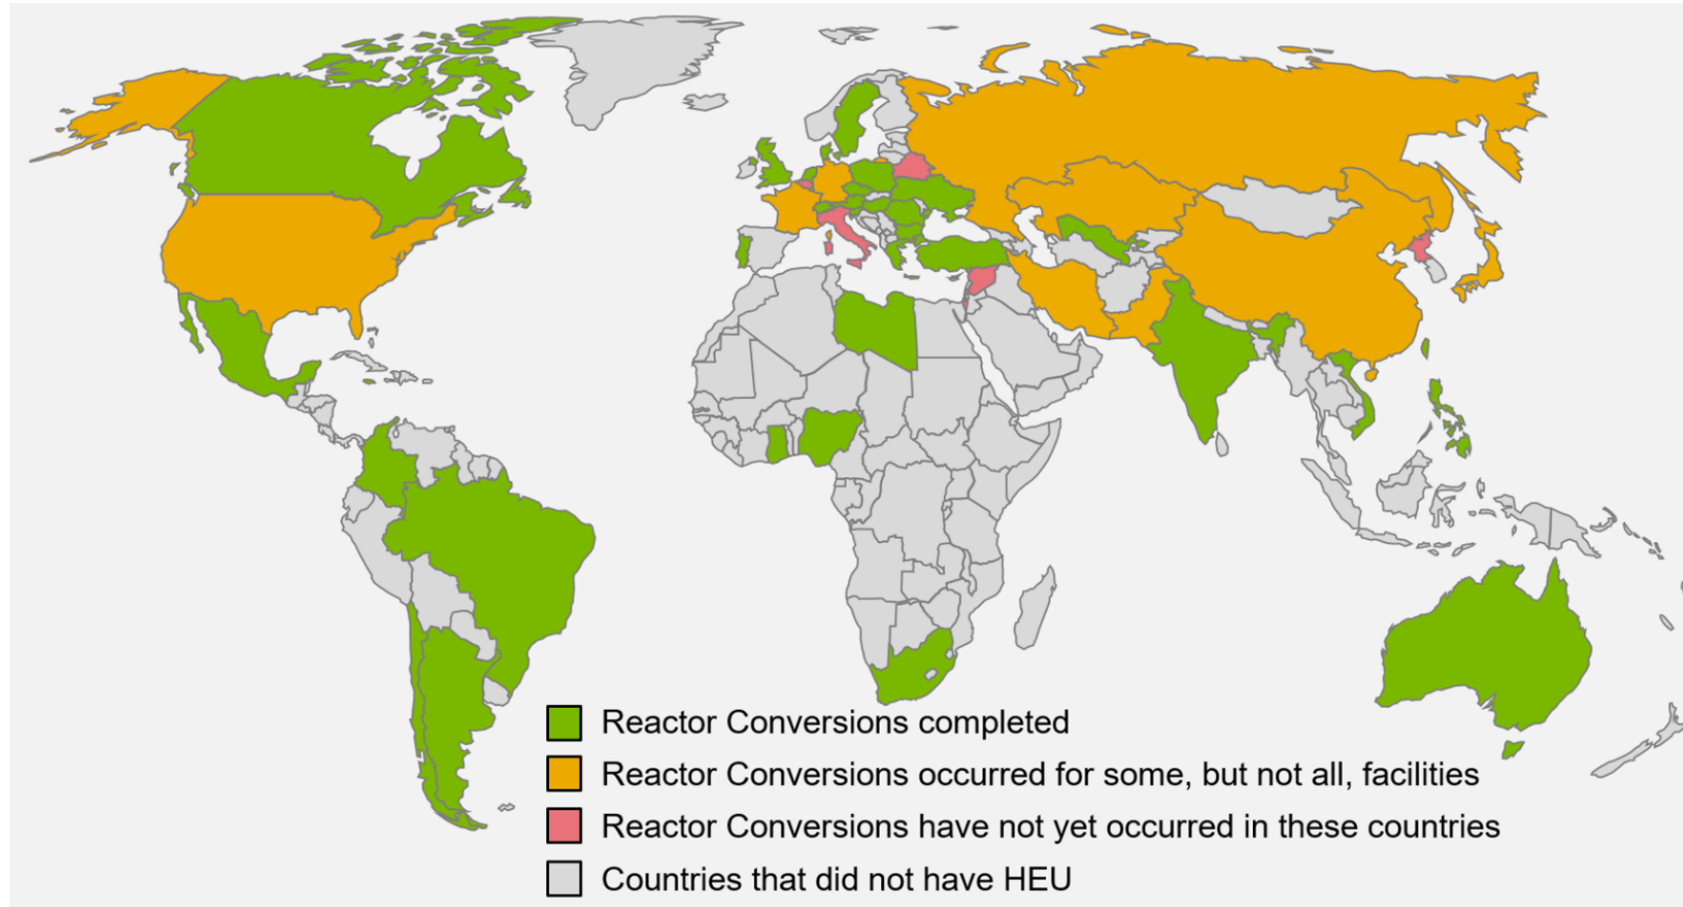 Reactor Conversions completed
Reactor Conversions occurred for some, but not all, facilities
Reactor Conversions have not yet occurred in these countries
Countries that did not have HEU